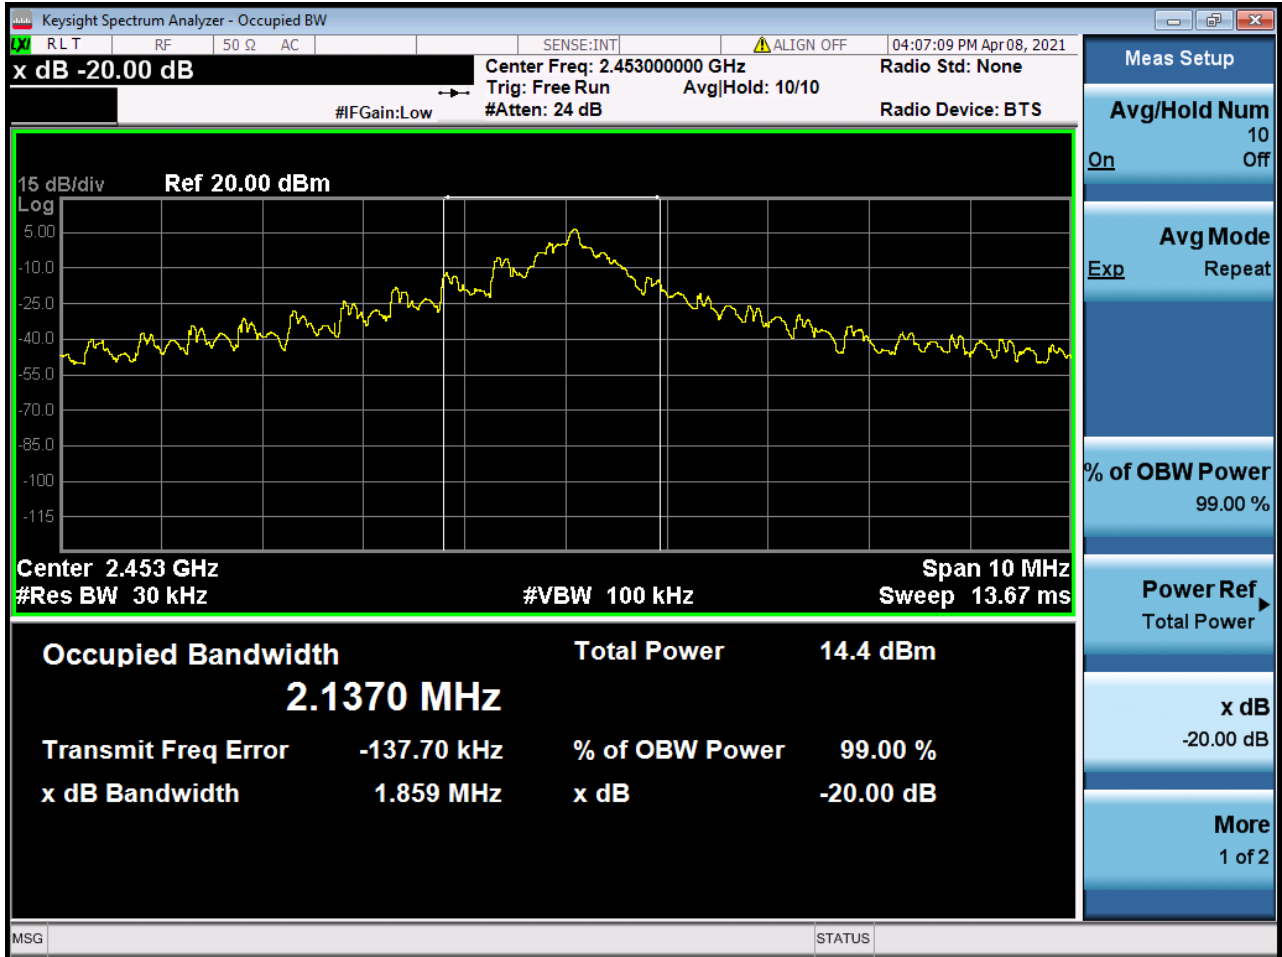 Keysight Spectrum Analyzer - Occupied BW
LXI RLT RF 50 Ω AC SENSE:INT ALIGN OFF 04:07:09 PM Apr 08, 2021
x dB -20.00 dB
Center Freq: 2.453000000 GHz Radio Std: None
Trig: Free Run Avg|Hold: 10/10
#IFGain:Low #Atten: 24 dB Radio Device: BTS
15 dB/div Ref 20.00 dBm
Log
5.00
-10.0
-25.0
-40.0
-55.0
-70.0
-85.0
-100
-115
Center 2.453 GHz Span 10 MHz
#Res BW 30 kHz #VBW 100 kHz Sweep 13.67 ms
Occupied Bandwidth Total Power 14.4 dBm
2.1370 MHz
Transmit Freq Error -137.70 kHz % of OBW Power 99.00 %
x dB Bandwidth 1.859 MHz x dB -20.00 dB
Meas Setup
Avg/Hold Num
10
On Off
Avg Mode
Exp Repeat
% of OBW Power
99.00 %
Power Ref
Total Power
x dB
-20.00 dB
More
1 of 2
MSG STATUS